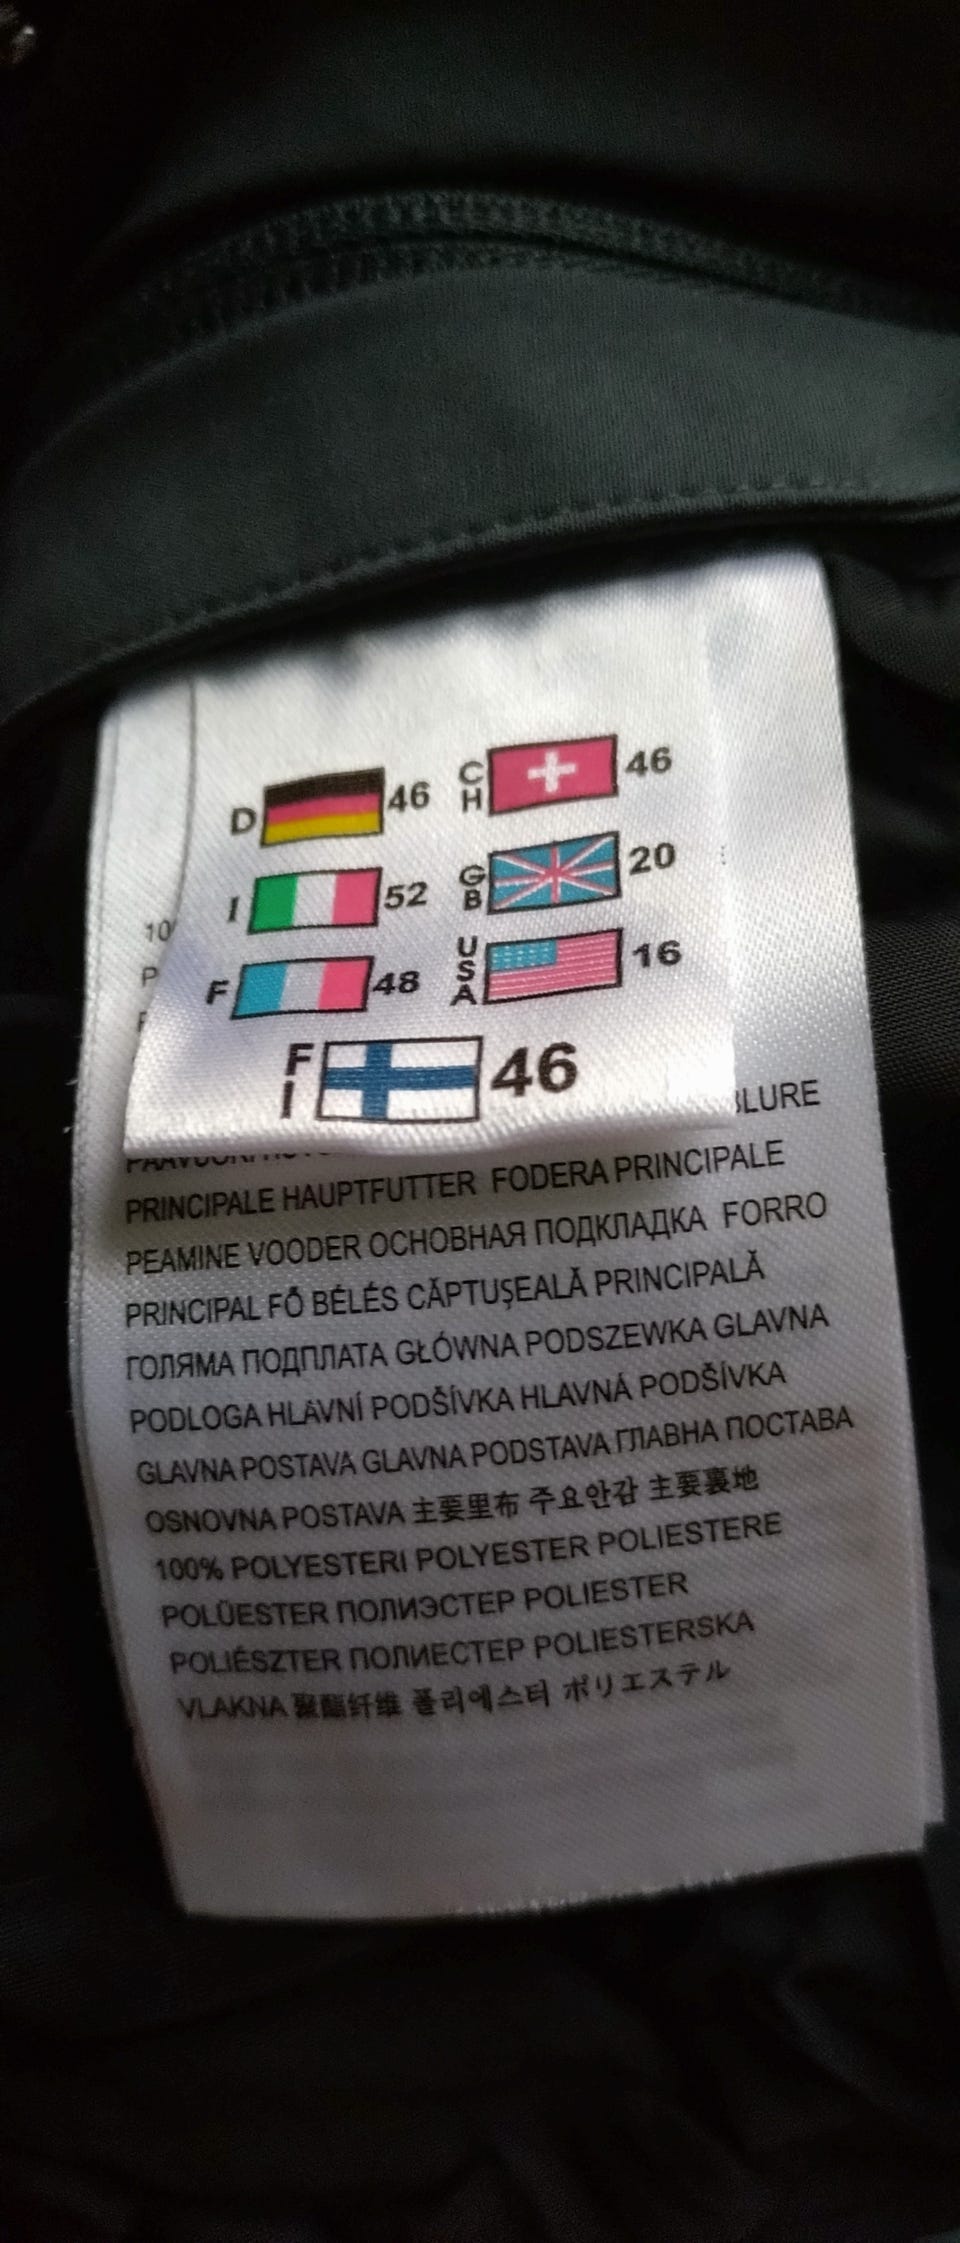 D 46 CH 46
I 52 GB 20
F 48 USA 16
FI 46
10
P
PRINCIPALE HAUPTFUTTER FODERA PRINCIPALE
PEAMINE VOODER ОСНОВНАЯ ПОДКЛАДКА FORRO
PRINCIPAL FŐ BÉLÉS CĂPTUŞEALĂ PRINCIPALĂ
ГОЛЯМА ПОДПЛАТА GŁÓWNA PODSZEWKA GLAVNA
PODLOGA HLAVNÍ PODŠÍVKA HLAVNÁ PODŠÍVKA
GLAVNA POSTAVA GLAVNA PODSTAVA ГЛАВНА ПОСТАВА
OSNOVNA POSTAVA 主要里布 주요안감 主要裏地
100% POLYESTERI POLYESTER POLIESTERE
POLÜESTER ПОЛИЭСТЕР POLIESTER
POLIÉSZTER ПОЛИЕСТЕР POLIESTERSKA
VLAKNA 聚酯纤维 폴리에스터 ポリエステル